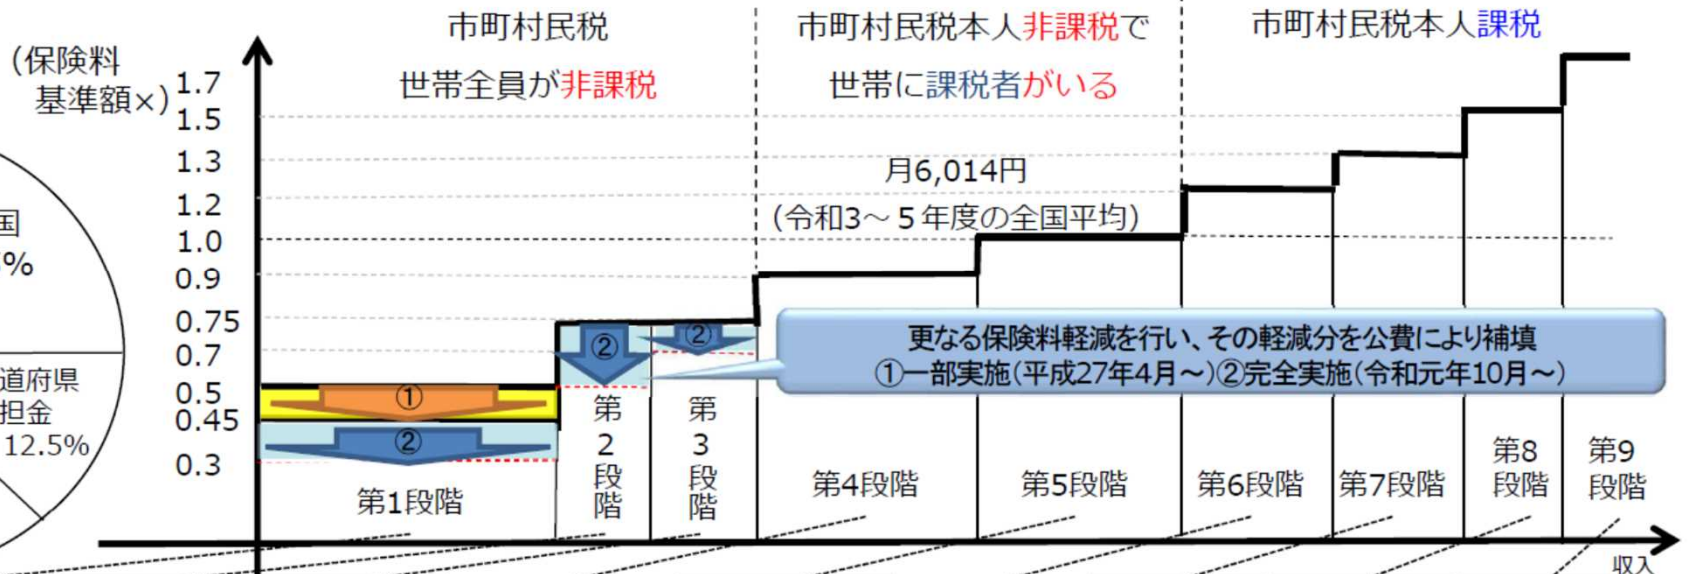 市町村民税
世帯全員が非課税
市町村民税本人非課税で
世帯に課税者がいる
市町村民税本人課税
（保険料
基準額×）
1.7
1.5
1.3
1.2
1.0
0.9
0.75
0.7
0.5
0.45
0.3
月6,014円
（令和3～５年度の全国平均）
国
%
道府県
担金
12.5%
①
②
②
②
更なる保険料軽減を行い、その軽減分を公費により補填
①一部実施（平成27年4月～）②完全実施（令和元年10月～）
第1段階
第2段階
第3段階
第4段階
第5段階
第6段階
第7段階
第8
段階
第9
段階
収入